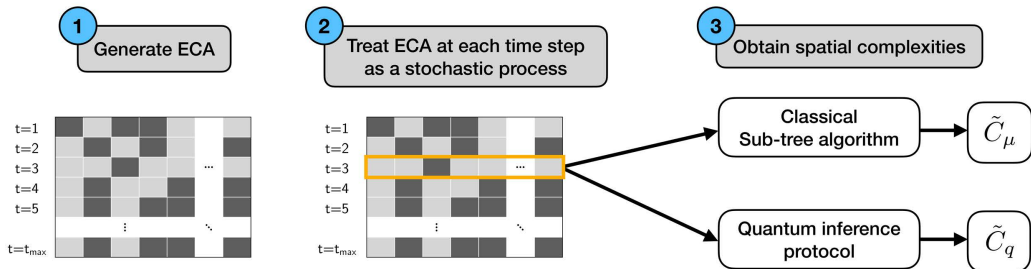 1
Generate ECA
2
Treat ECA at each time step
as a stochastic process
3
Obtain spatial complexities
t=1
t=2
t=3
...
t=4
t=5
⋮
⋱
t=t_max
t=1
t=2
t=3
...
t=4
t=5
⋮
⋱
t=t_max
Classical
Sub-tree algorithm
C̃_μ
Quantum inference
protocol
C̃_q